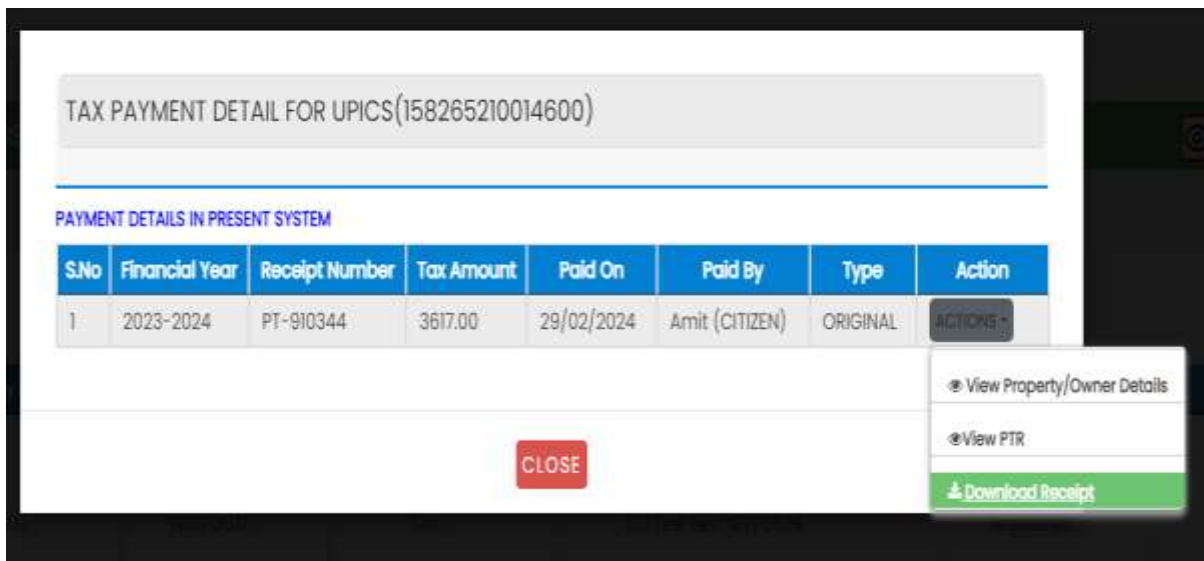 TAX PAYMENT DETAIL FOR UPICS(158265210014600)
PAYMENT DETAILS IN PRESENT SYSTEM
S.No Financial Year Receipt Number Tax Amount Paid On Paid By Type Action
1 2023-2024 PT-910344 3617.00 29/02/2024 Amit (CITIZEN) ORIGINAL ACTIONS
View Property/Owner Details
View PTR
CLOSE
Download Receipt